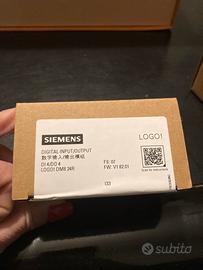 SIEMENS
LOGO!
DIGITAL INPUT/OUTPUT
数字输入/输出模块
DI 4/DO 4
LOGO! DM8 24R
FS: 02
FW: V1.82.01
subito